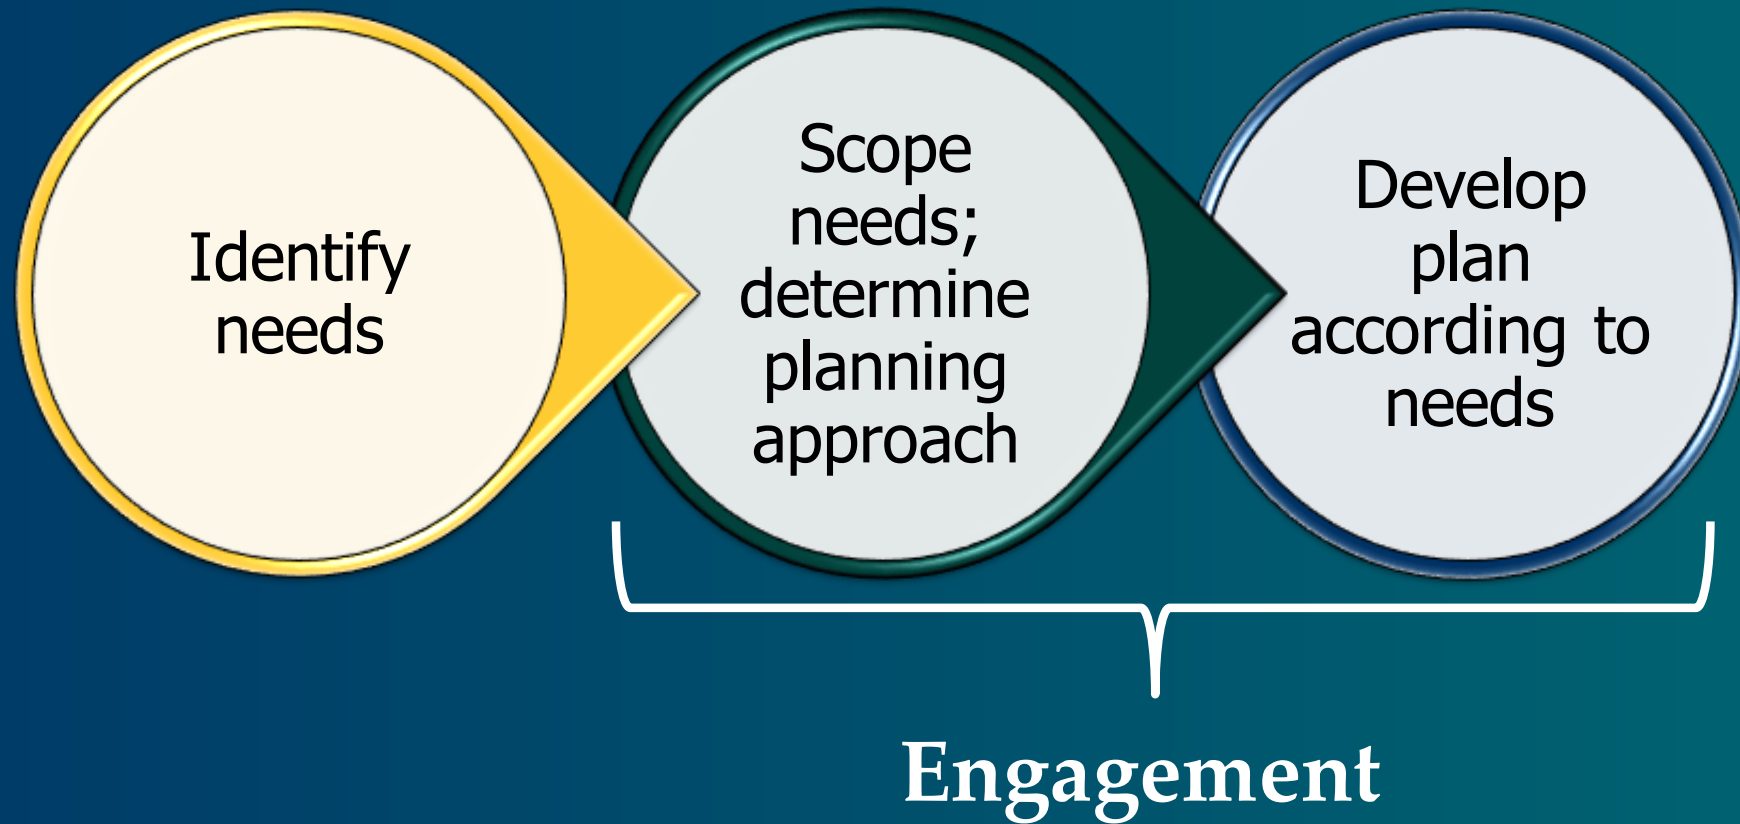 Identify
needs
Scope
needs;
determine
planning
approach
Develop
plan
according to
needs
Engagement